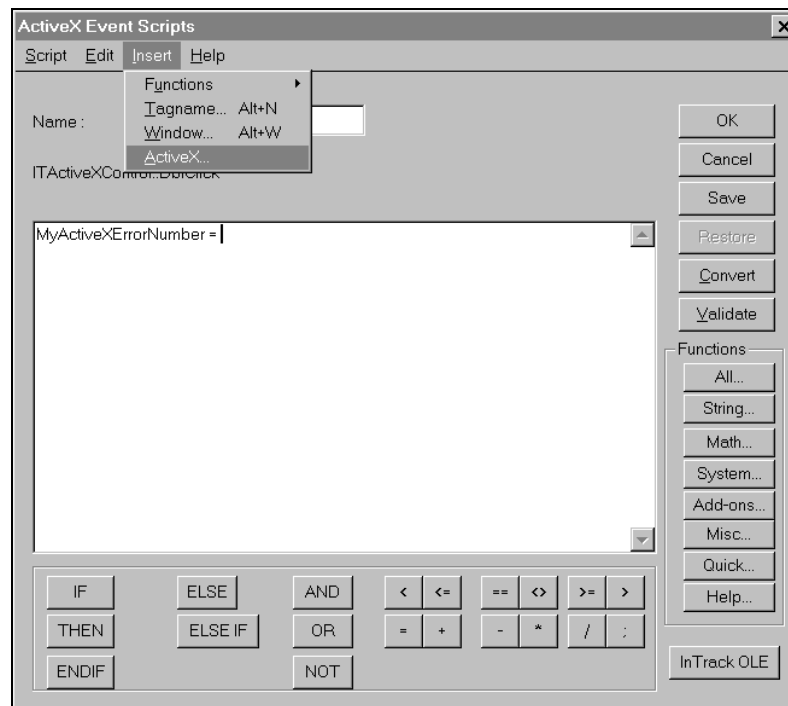 ActiveX Event Scripts
Script Edit Insert Help
Functions
Tagname... Alt+N
Window... Alt+W
ActiveX...
Name :
ITActiveXControl::DblClick
OK
Cancel
Save
Restore
Convert
Validate
MyActiveXErrorNumber =
Functions
All...
String...
Math...
System...
Add-ons...
Misc...
Quick...
Help...
IF ELSE AND < <= == <> >= >
THEN ELSE IF OR = + - * / ;
ENDIF NOT
InTrack OLE